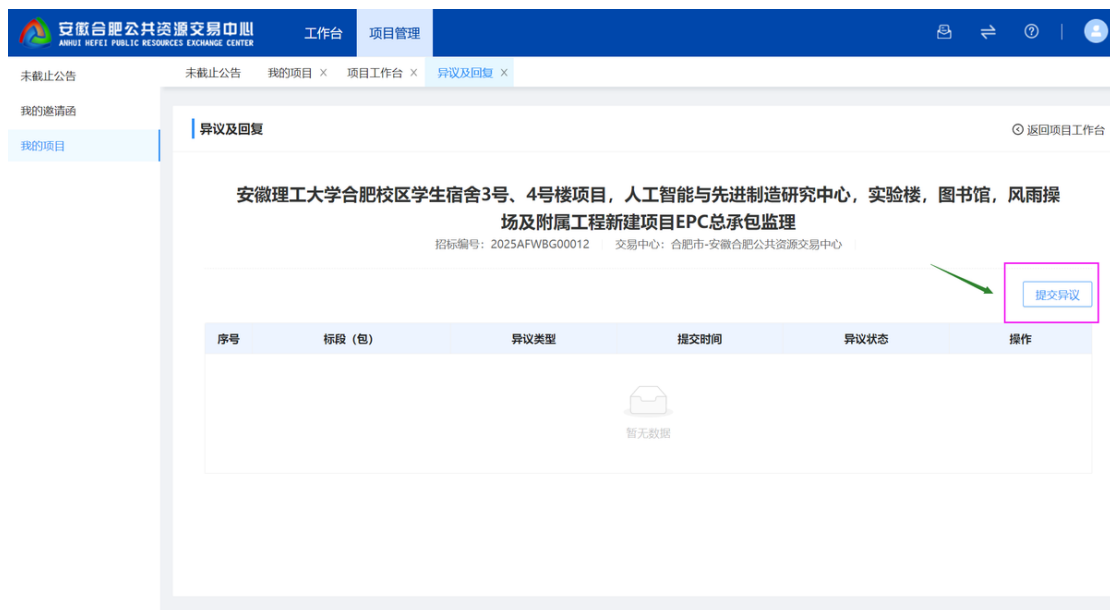 安徽合肥公共资源交易中心
ANHUI HEFEI PUBLIC RESOURCES EXCHANGE CENTER
工作台 项目管理
未截止公告
我的邀请函
我的项目
未截止公告 我的项目 × 项目工作台 × 异议及回复 ×
异议及回复
返回项目工作台
安徽理工大学合肥校区学生宿舍3号、4号楼项目，人工智能与先进制造研究中心，实验楼，图书馆，风雨操
场及附属工程新建项目EPC总承包监理
招标编号：2025AFWBG00012 交易中心：合肥市-安徽合肥公共资源交易中心
提交异议
序号 标段（包） 异议类型 提交时间 异议状态 操作
暂无数据